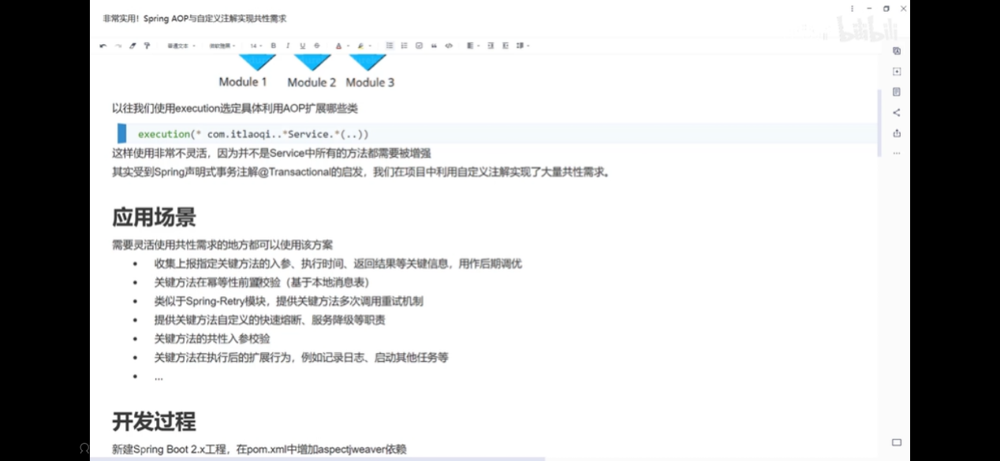 非常实用！Spring AOP与自定义注解实现共性需求
bilibili
普通文本
14
B I U S A
Module 1 Module 2 Module 3
以往我们使用execution选定具体利用AOP扩展哪些类
execution(* com.itlaoqi..*Service.*(..))
这样使用非常不灵活，因为并不是Service中所有的方法都需要被增强
其实受到Spring声明式事务注解@Transactional的启发，我们在项目中利用自定义注解实现了大量共性需求。
应用场景
需要灵活使用共性需求的地方都可以使用该方案
• 收集上报指定关键方法的入参、执行时间、返回结果等关键信息，用作后期调优
• 关键方法在幂等性前置校验（基于本地消息表）
• 类似于Spring-Retry模块，提供关键方法多次调用重试机制
• 提供关键方法自定义的快速熔断、服务降级等职责
• 关键方法的共性入参校验
• 关键方法在执行后的扩展行为，例如记录日志、启动其他任务等
• ...
开发过程
新建Spring Boot 2.x工程，在pom.xml中增加aspectjweaver依赖